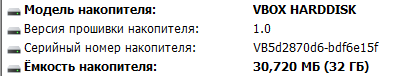 Модель накопителя: VBOX HARDDISK
Версия прошивки накопителя: 1.0
Серийный номер накопителя: VB5d2870d6-bdf6e15f
Ёмкость накопителя: 30,720 МБ (32 ГБ)